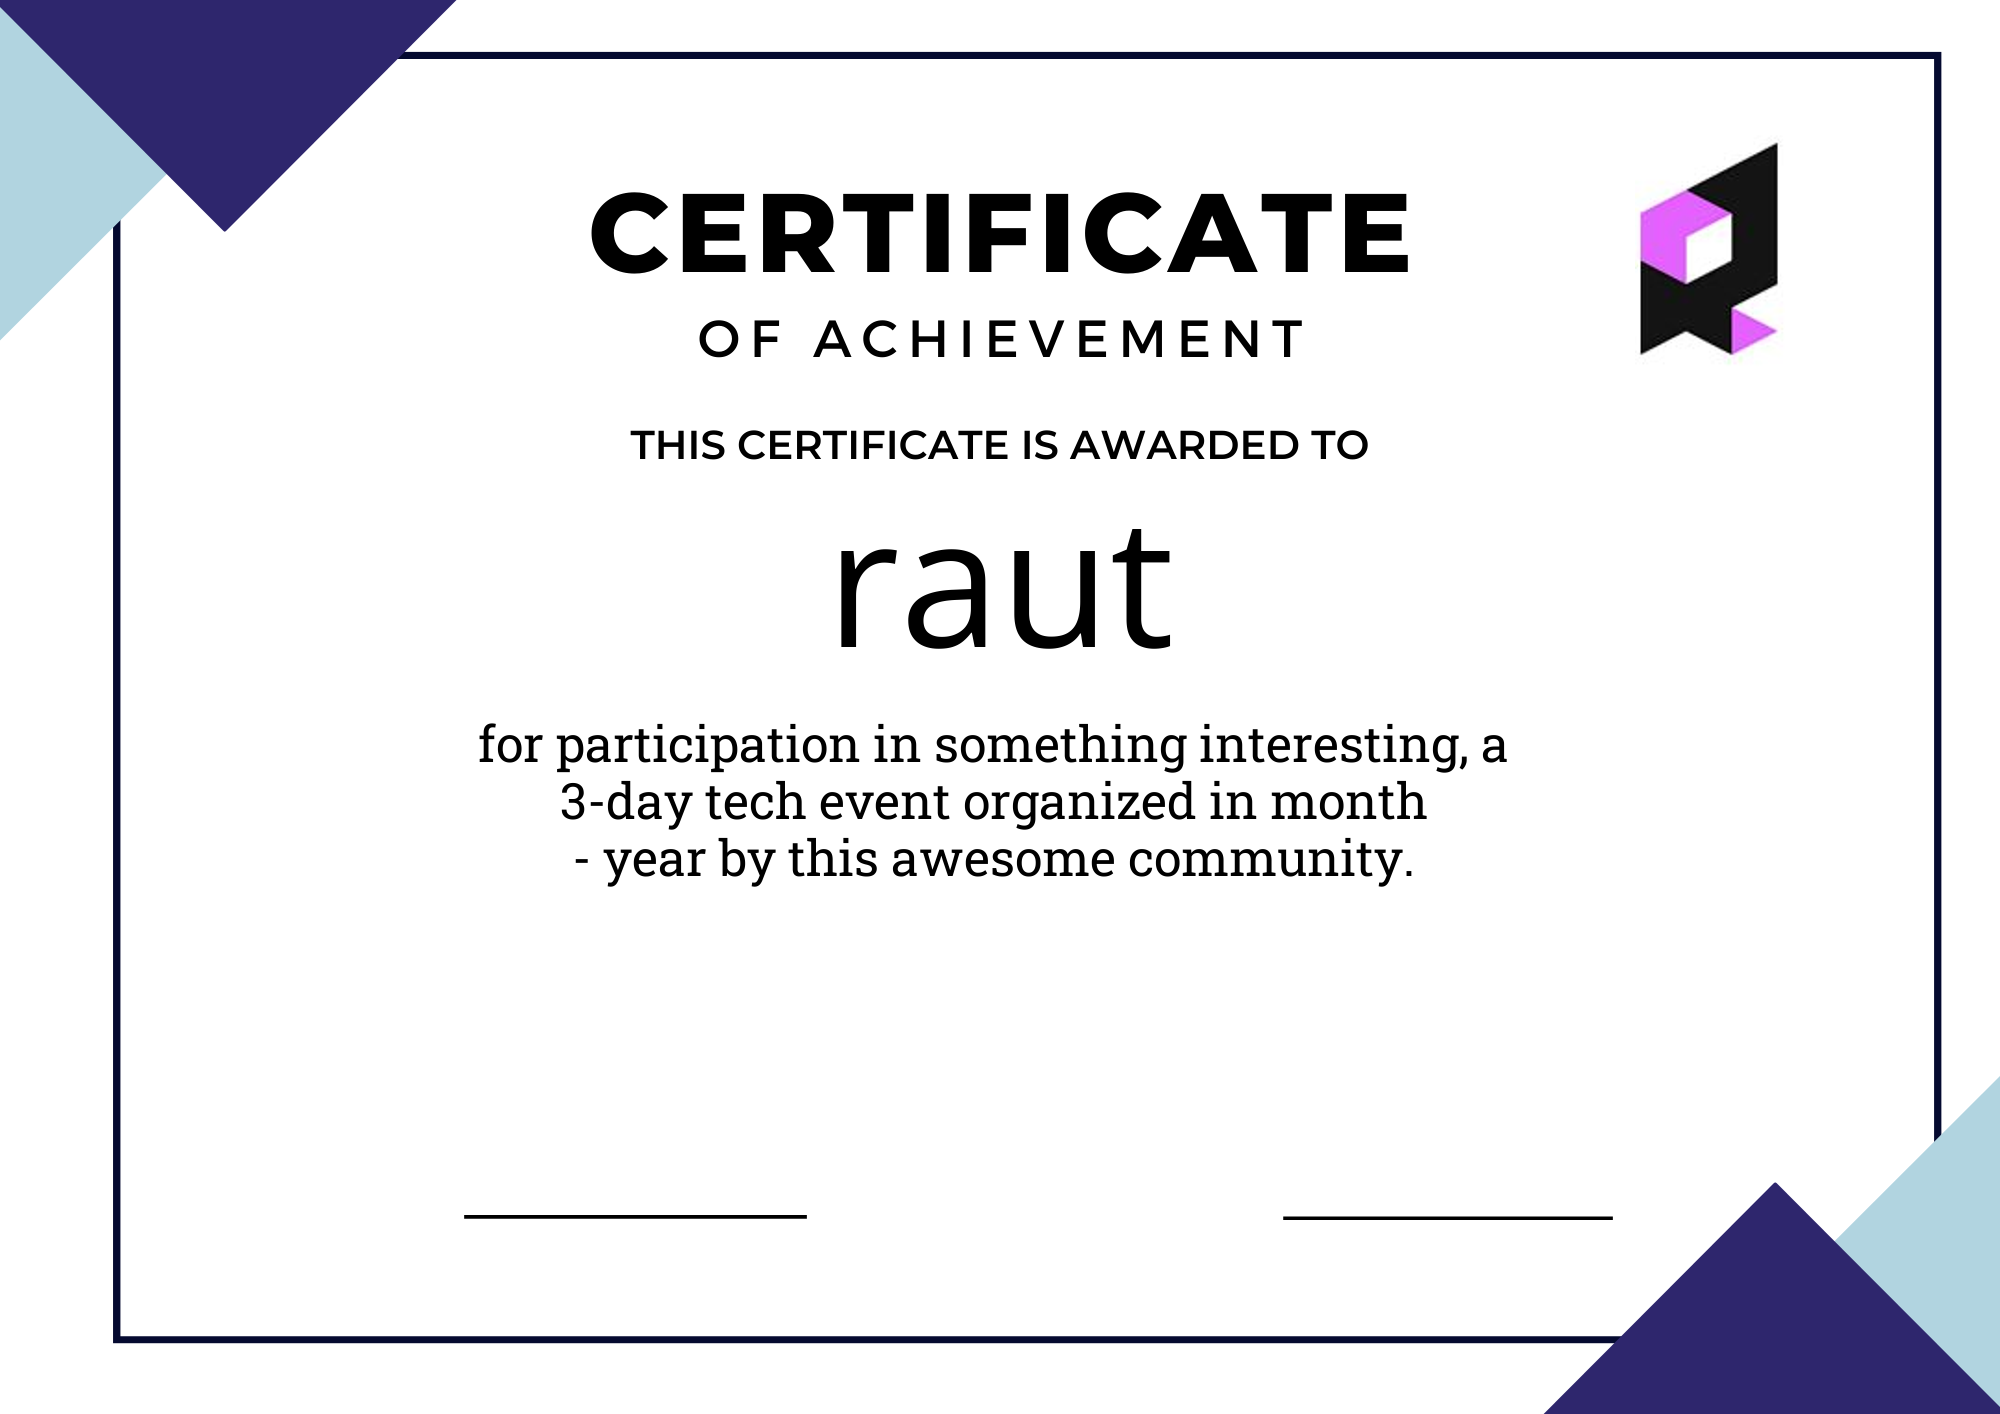 CERTIFICATE
OF ACHIEVEMENT
THIS CERTIFICATE IS AWARDED TO
raut
for participation in something interesting, a
3-day tech event organized in month
- year by this awesome community.